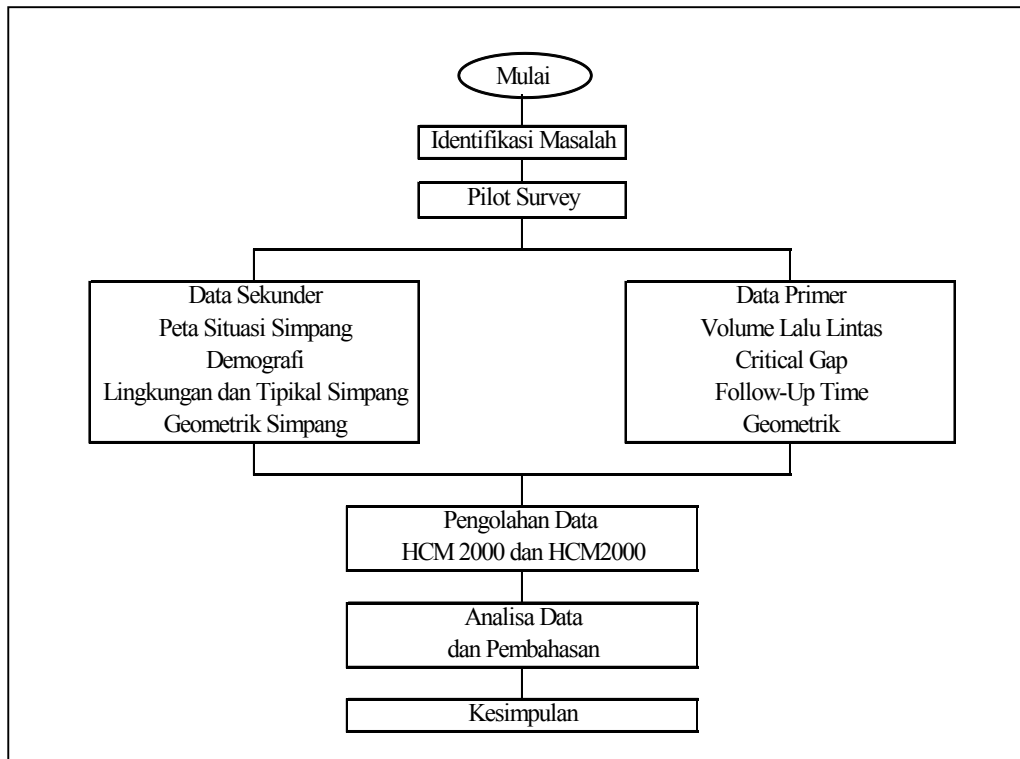 Mulai
Identifikasi Masalah
Pilot Survey
Data Sekunder
Peta Situasi Simpang
Demografi
Lingkungan dan Tipikal Simpang
Geometrik Simpang
Data Primer
Volume Lalu Lintas
Critical Gap
Follow-Up Time
Geometrik
Pengolahan Data
HCM 2000 dan HCM2000
Analisa Data
dan Pembahasan
Kesimpulan